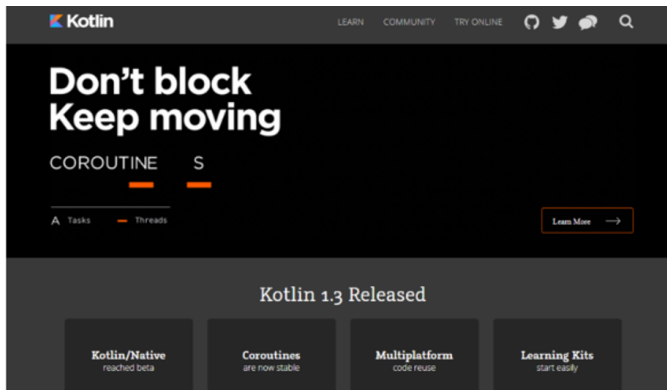 Kotlin
LEARN COMMUNITY TRY ONLINE
Don't block
Keep moving
COROUTINE S
A Tasks Threads
Learn More
Kotlin 1.3 Released
Kotlin/Native
reached beta
Coroutines
are now stable
Multiplatform
code reuse
Learning Kits
start easily